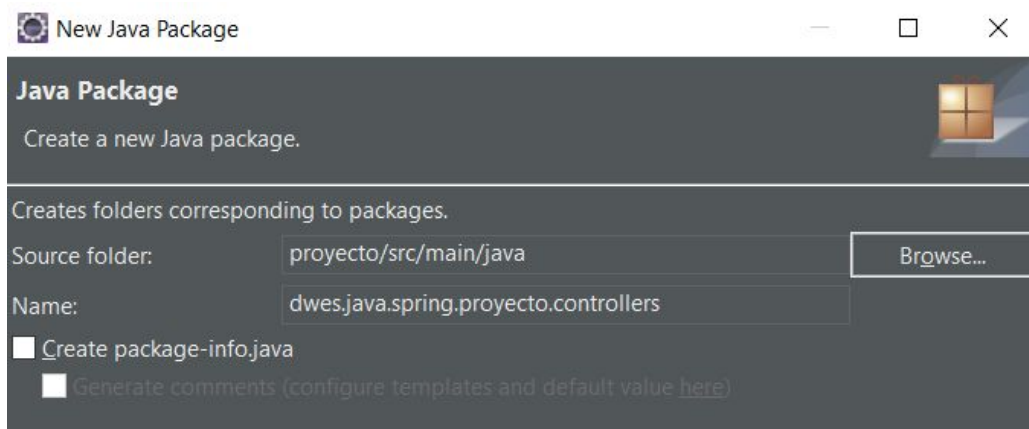 New Java Package
Java Package
Create a new Java package.
Creates folders corresponding to packages.
Source folder: proyecto/src/main/java Browse...
Name: dwes.java.spring.proyecto.controllers
Create package-info.java
Generate comments (configure templates and default value here)